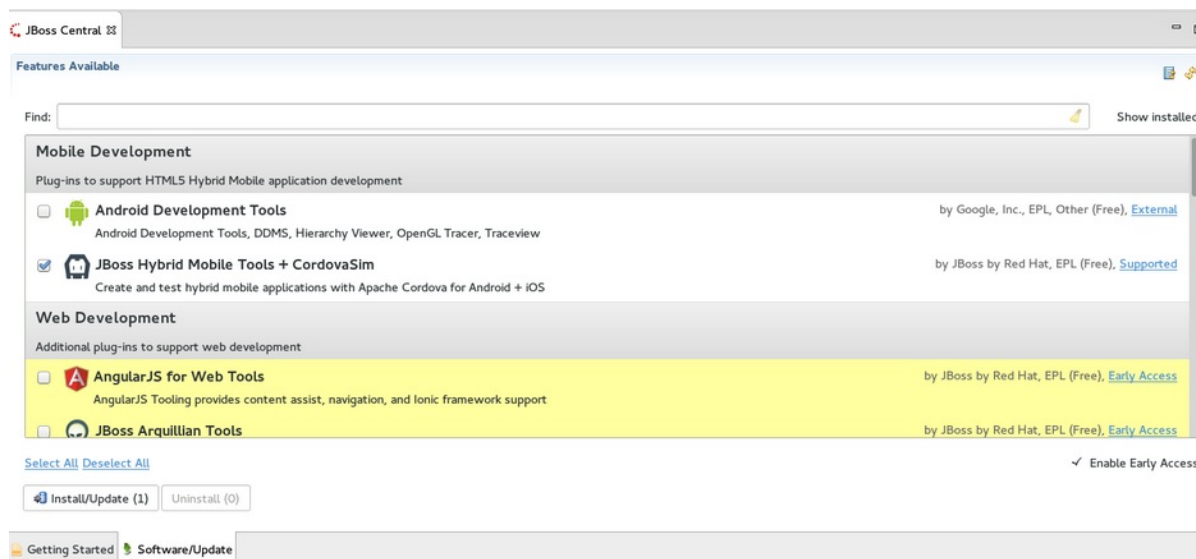 JBoss Central
Features Available
Find:
Show installed
Mobile Development
Plug-ins to support HTML5 Hybrid Mobile application development
Android Development Tools
by Google, Inc., EPL, Other (Free), External
Android Development Tools, DDMS, Hierarchy Viewer, OpenGL Tracer, Traceview
JBoss Hybrid Mobile Tools + CordovaSim
by JBoss by Red Hat, EPL (Free), Supported
Create and test hybrid mobile applications with Apache Cordova for Android + iOS
Web Development
Additional plug-ins to support web development
AngularJS for Web Tools
by JBoss by Red Hat, EPL (Free), Early Access
AngularJS Tooling provides content assist, navigation, and Ionic framework support
JBoss Arquillian Tools
by JBoss by Red Hat, EPL (Free), Early Access
Select All Deselect All
Enable Early Access
Install/Update (1)
Uninstall (0)
Getting Started
Software/Update